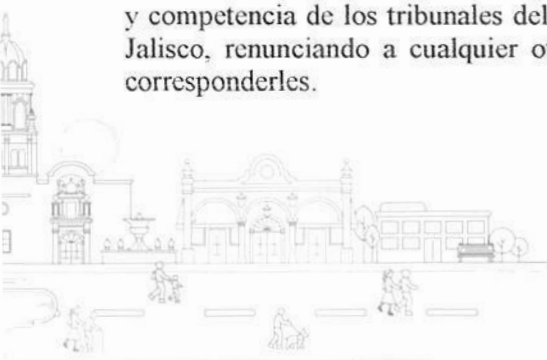 y competencia de los tribunales del
Jalisco, renunciando a cualquier
corresponderles.